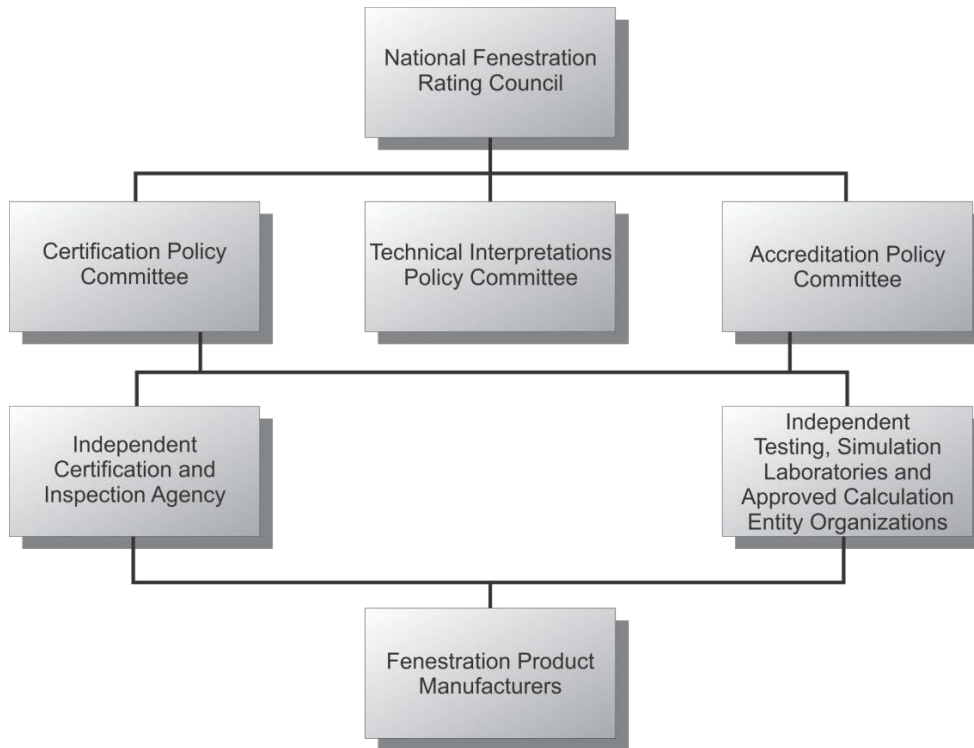 National Fenestration
Rating Council
Certification Policy
Committee
Technical Interpretations
Policy Committee
Accreditation Policy
Committee
Independent
Certification and
Inspection Agency
Independent
Testing, Simulation
Laboratories and
Approved Calculation
Entity Organizations
Fenestration Product
Manufacturers